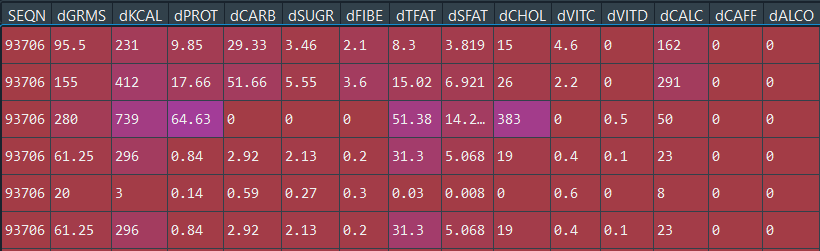 SEQN dGRMS dKCAL dPROT dCARB dSUGR dFIBE dTFAT dSFAT dCHOL dVITC dVITD dCALC dCAFF dALCO
93706 95.5 231 9.85 29.33 3.46 2.1 8.3 3.819 15 4.6 0 162 0 0
93706 155 412 17.66 51.66 5.55 3.6 15.02 6.921 26 2.2 0 291 0 0
93706 280 739 64.63 0 0 0 51.38 14.2… 383 0 0.5 50 0 0
93706 61.25 296 0.84 2.92 2.13 0.2 31.3 5.068 19 0.4 0.1 23 0 0
93706 20 3 0.14 0.59 0.27 0.3 0.03 0.008 0 0.6 0 8 0 0
93706 61.25 296 0.84 2.92 2.13 0.2 31.3 5.068 19 0.4 0.1 23 0 0